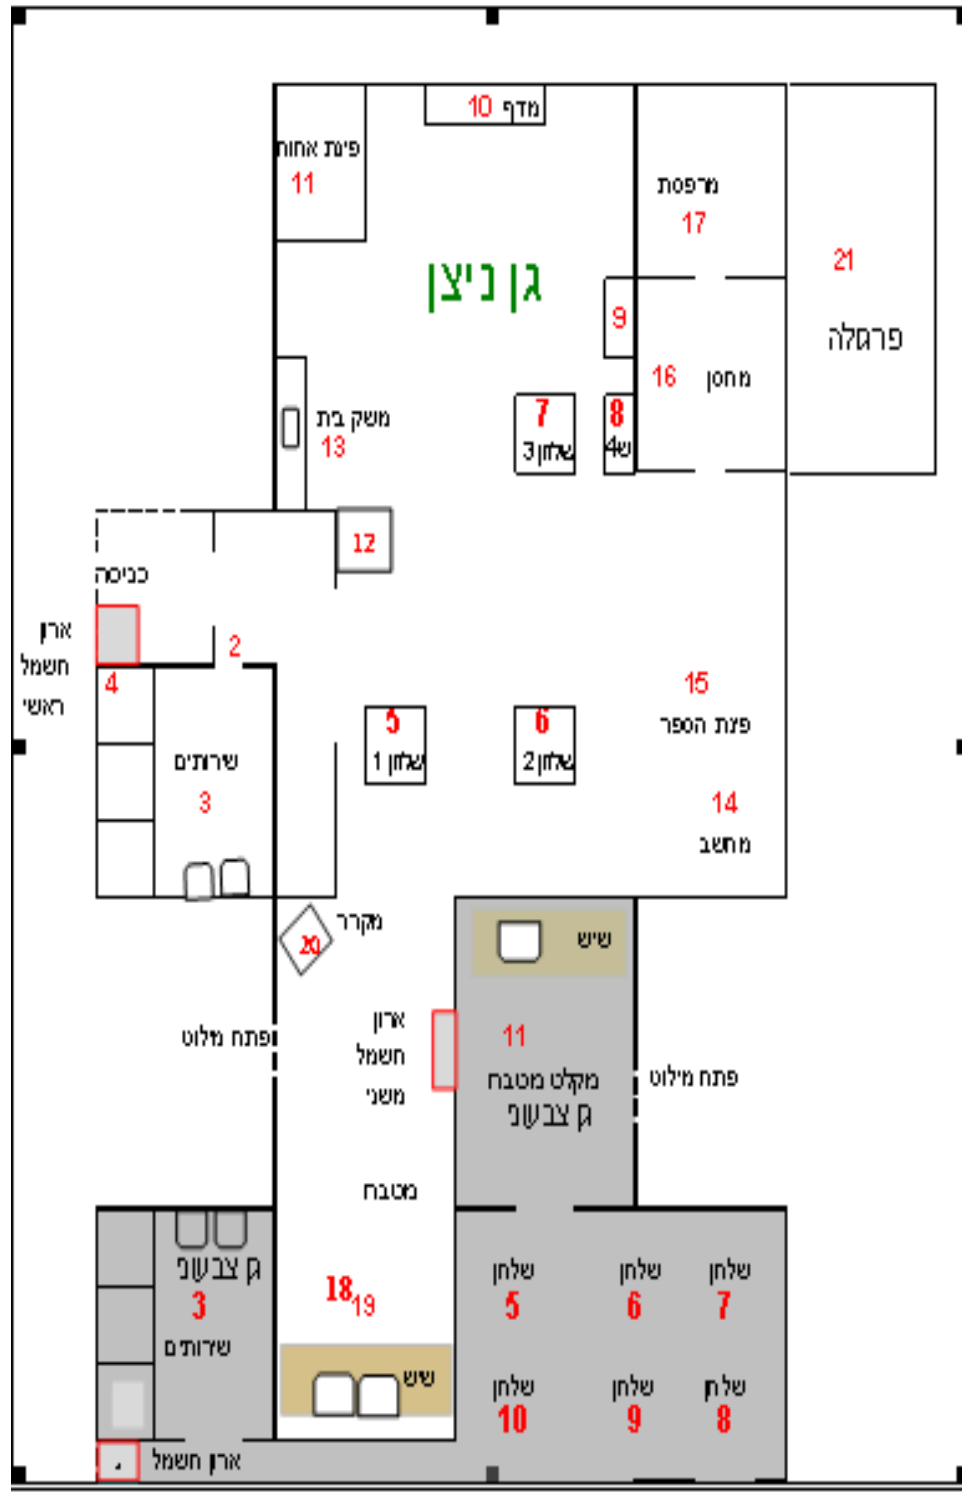 10 מדף
פינת אחות
11
מרפסת
17
גן ניצן
21
פרגולה
9
16 מחסן
7
שלחן 3
8
ש4
משק בית
13
12
כניסה
ארון
חשמל
ראשי
2
4
15
פינת הספר
5
שלחן 1
6
שלחן 2
שירותים
3
14
מחשב
מקרר
20
שיש
ארון
חשמל
משני
פתח מילוט
11
מקלט מטבח
גן צבעוני
פתח מילוט
מטבח
גן צבעוני
3
שירותים
18
19
שיש
שלחן
5
שלחן
6
שלחן
7
שלחן
10
שלחן
9
שלחן
8
ארון חשמל